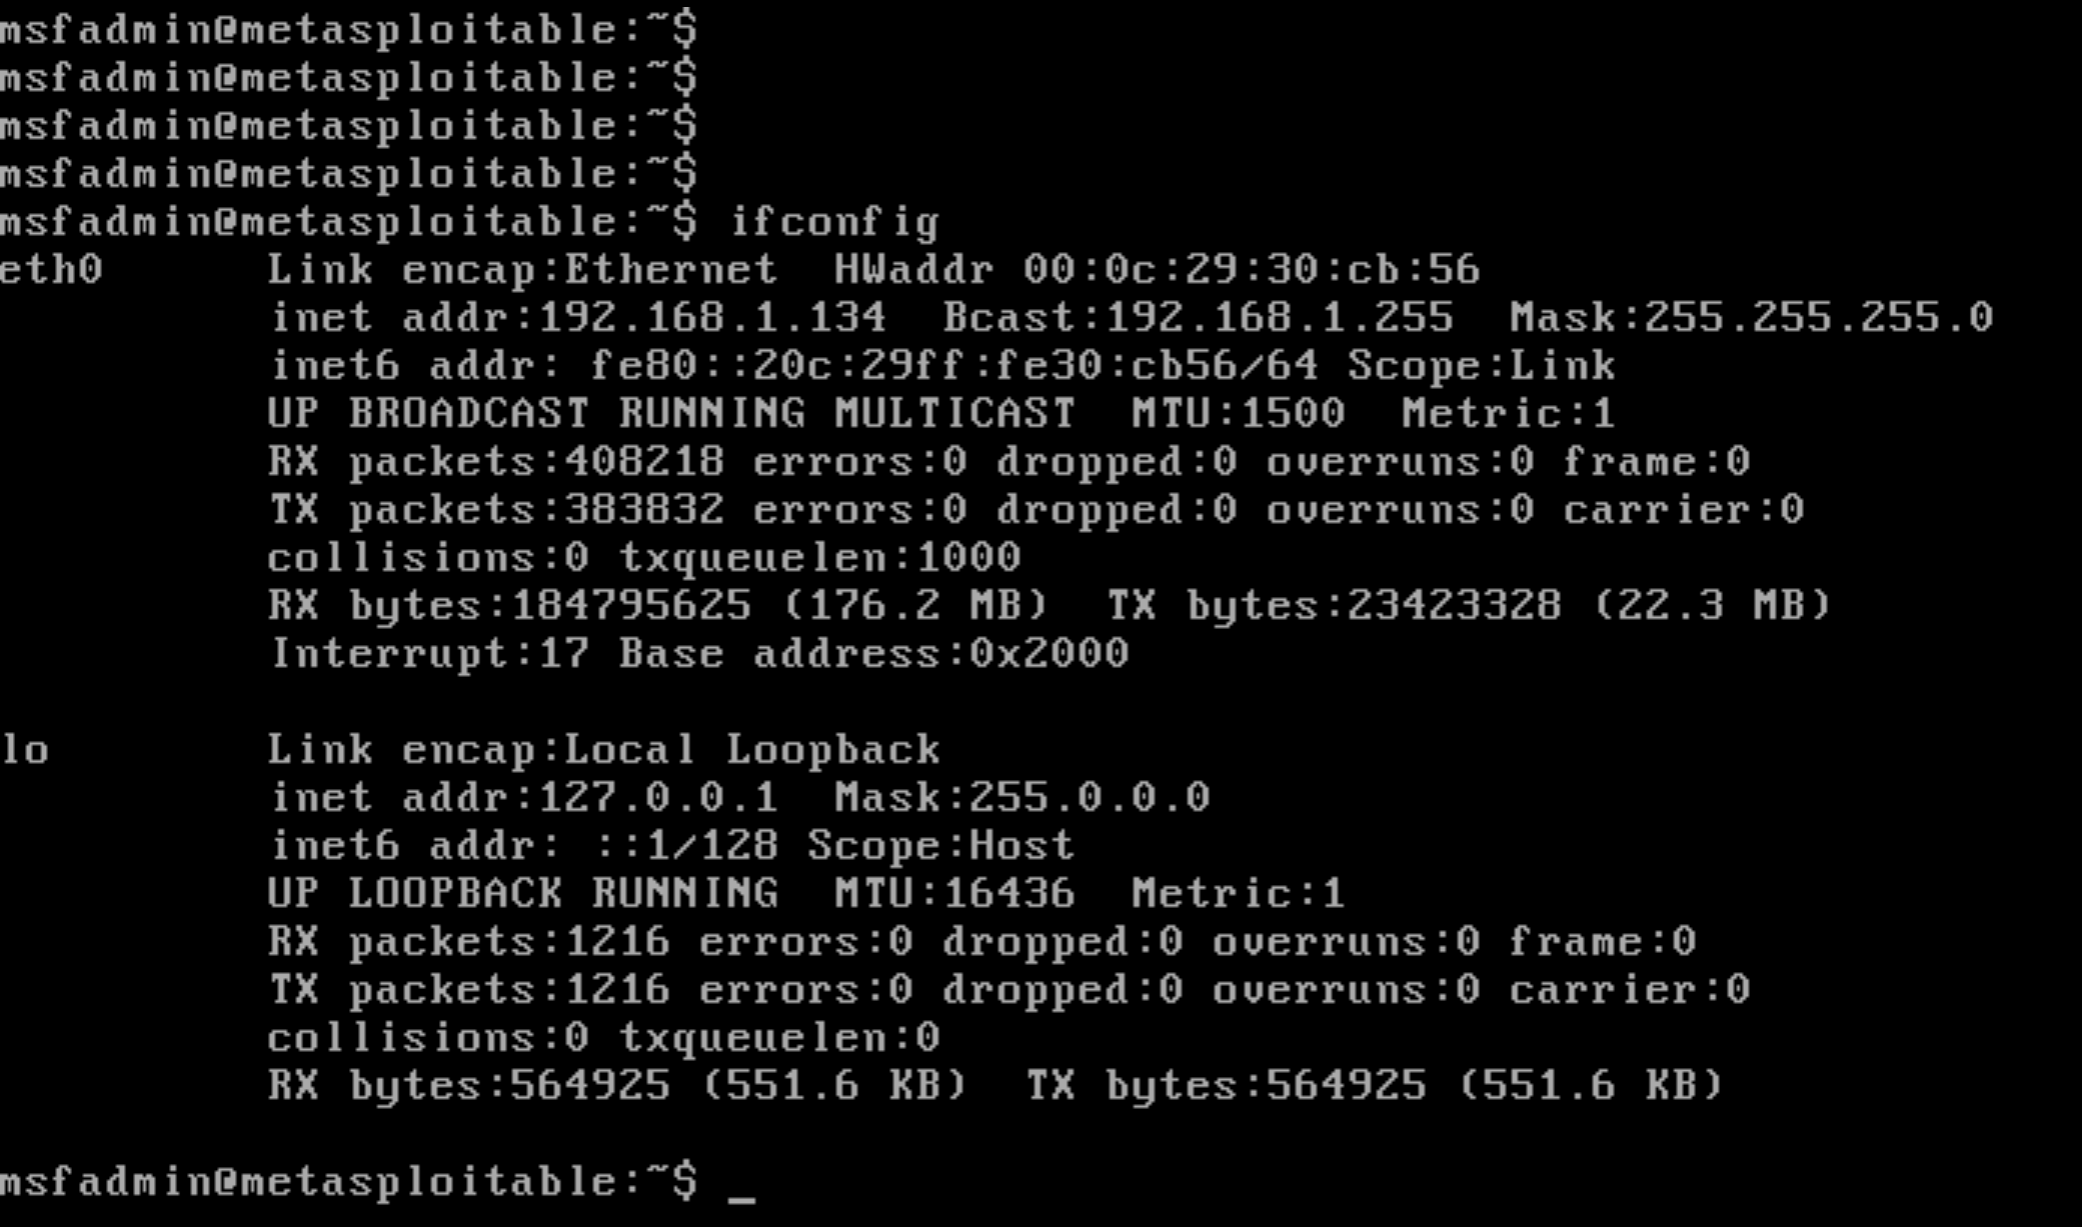 msfadmin@metasploitable:~$
msfadmin@metasploitable:~$
msfadmin@metasploitable:~$
msfadmin@metasploitable:~$
msfadmin@metasploitable:~$ ifconfig
eth0      Link encap:Ethernet  HWaddr 00:0c:29:30:cb:56
          inet addr:192.168.1.134  Bcast:192.168.1.255  Mask:255.255.255.0
          inet6 addr: fe80::20c:29ff:fe30:cb56/64 Scope:Link
          UP BROADCAST RUNNING MULTICAST  MTU:1500  Metric:1
          RX packets:408218 errors:0 dropped:0 overruns:0 frame:0
          TX packets:383832 errors:0 dropped:0 overruns:0 carrier:0
          collisions:0 txqueuelen:1000
          RX bytes:184795625 (176.2 MB)  TX bytes:23423328 (22.3 MB)
          Interrupt:17 Base address:0x2000

lo        Link encap:Local Loopback
          inet addr:127.0.0.1  Mask:255.0.0.0
          inet6 addr: ::1/128 Scope:Host
          UP LOOPBACK RUNNING  MTU:16436  Metric:1
          RX packets:1216 errors:0 dropped:0 overruns:0 frame:0
          TX packets:1216 errors:0 dropped:0 overruns:0 carrier:0
          collisions:0 txqueuelen:0
          RX bytes:564925 (551.6 KB)  TX bytes:564925 (551.6 KB)

msfadmin@metasploitable:~$ _